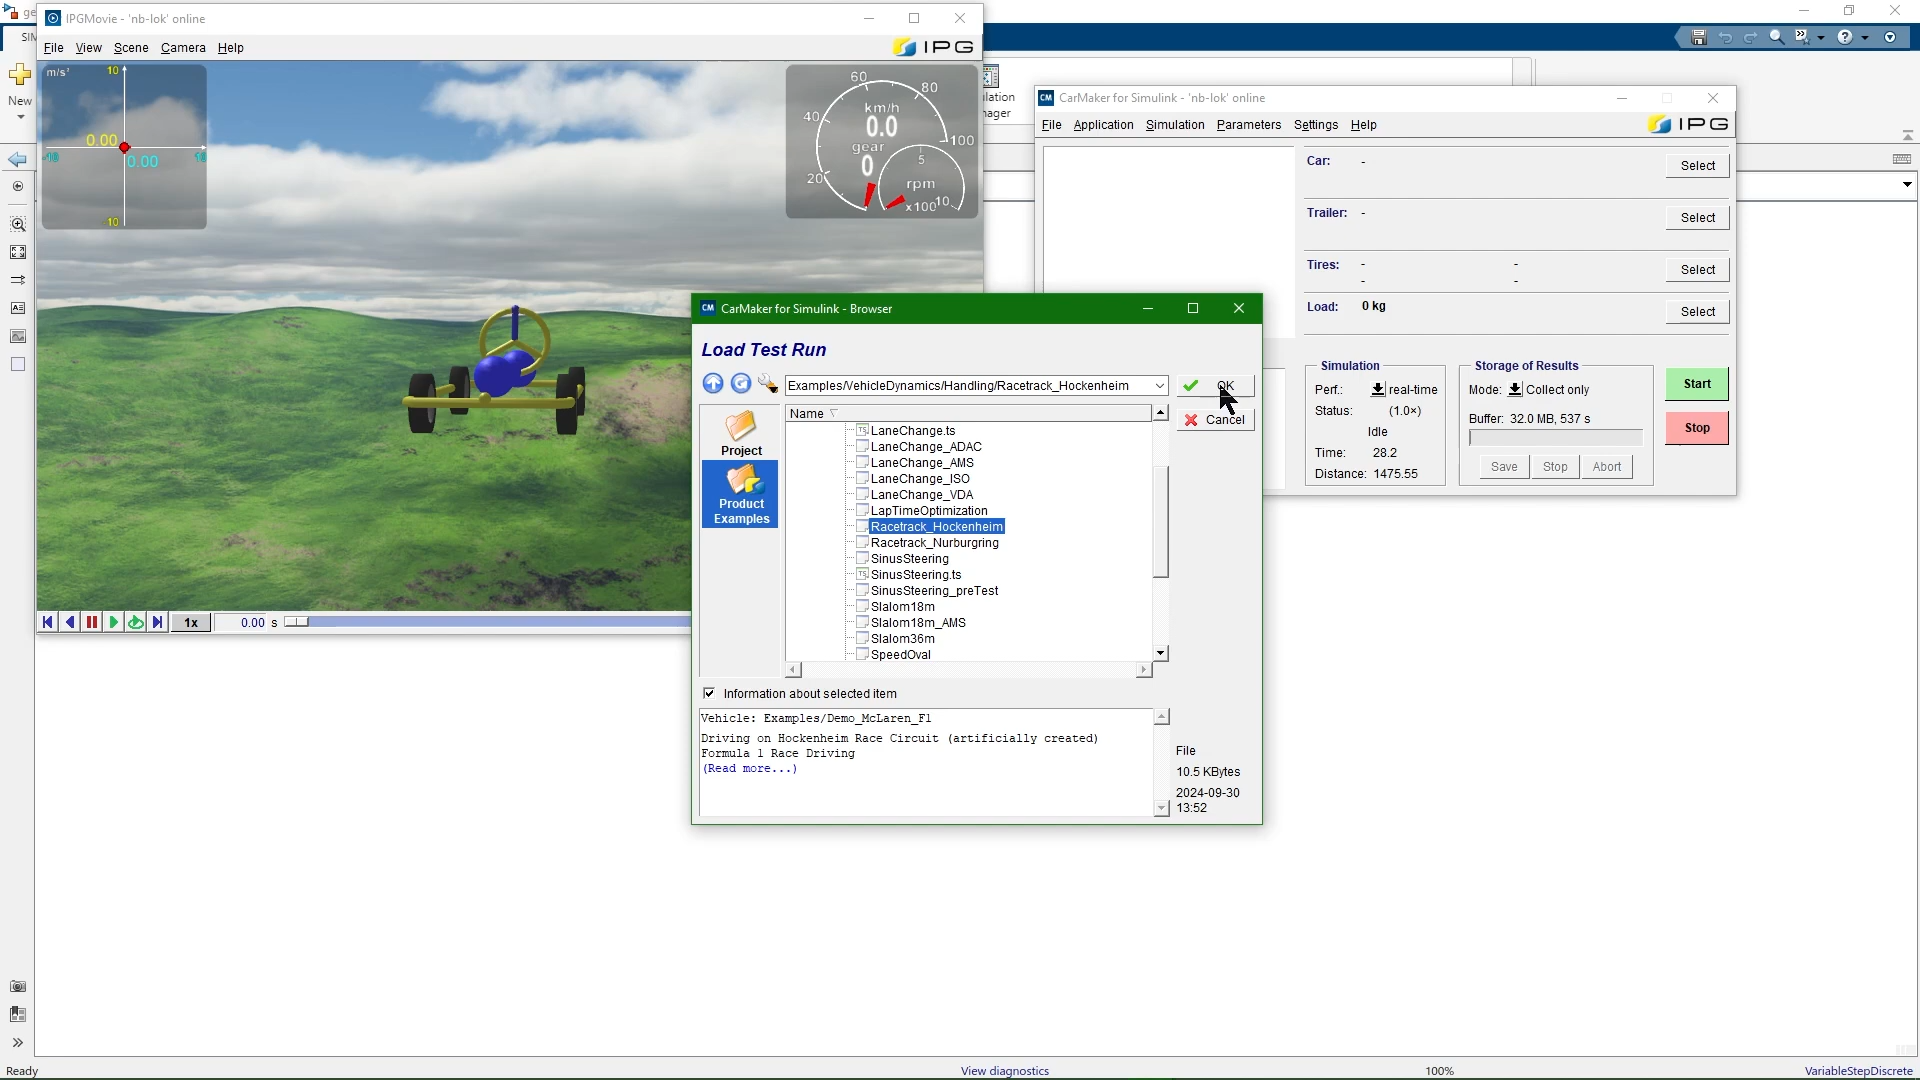 ge
IPGMovie - 'nb-lok' online
SIM
File View Scene Camera Help
IPG
New
m/s²
10
0.00
-10
0.00
10
-10
km/h
0.0
gear
0
20
40
60
80
100
5
rpm
x100
10
1x
0.00 s
CarMaker for Simulink - 'nb-lok' online
File Application Simulation Parameters Settings Help
IPG
Car: - Select
Trailer: - Select
Tires: - - Select
- -
Load: 0 kg Select
Simulation
Perf.: real-time
Status: (1.0×)
Idle
Time: 28.2
Distance: 1475.55
Storage of Results
Mode: Collect only
Buffer: 32.0 MB, 537 s
Save Stop Abort
Start
Stop
CarMaker for Simulink - Browser
Load Test Run
Examples/VehicleDynamics/Handling/Racetrack_Hockenheim
OK
Cancel
Project
Product
Examples
Name
LaneChange.ts
LaneChange_ADAC
LaneChange_AMS
LaneChange_ISO
LaneChange_VDA
LapTimeOptimization
Racetrack_Hockenheim
Racetrack_Nurburgring
SinusSteering
SinusSteering.ts
SinusSteering_preTest
Slalom18m
Slalom18m_AMS
Slalom36m
SpeedOval
Information about selected item
Vehicle: Examples/Demo_McLaren_F1
Driving on Hockenheim Race Circuit (artificially created)
Formula 1 Race Driving
(Read more...)
File
10.5 KBytes
2024-09-30
13:52
Ready
View diagnostics
100%
VariableStepDiscrete